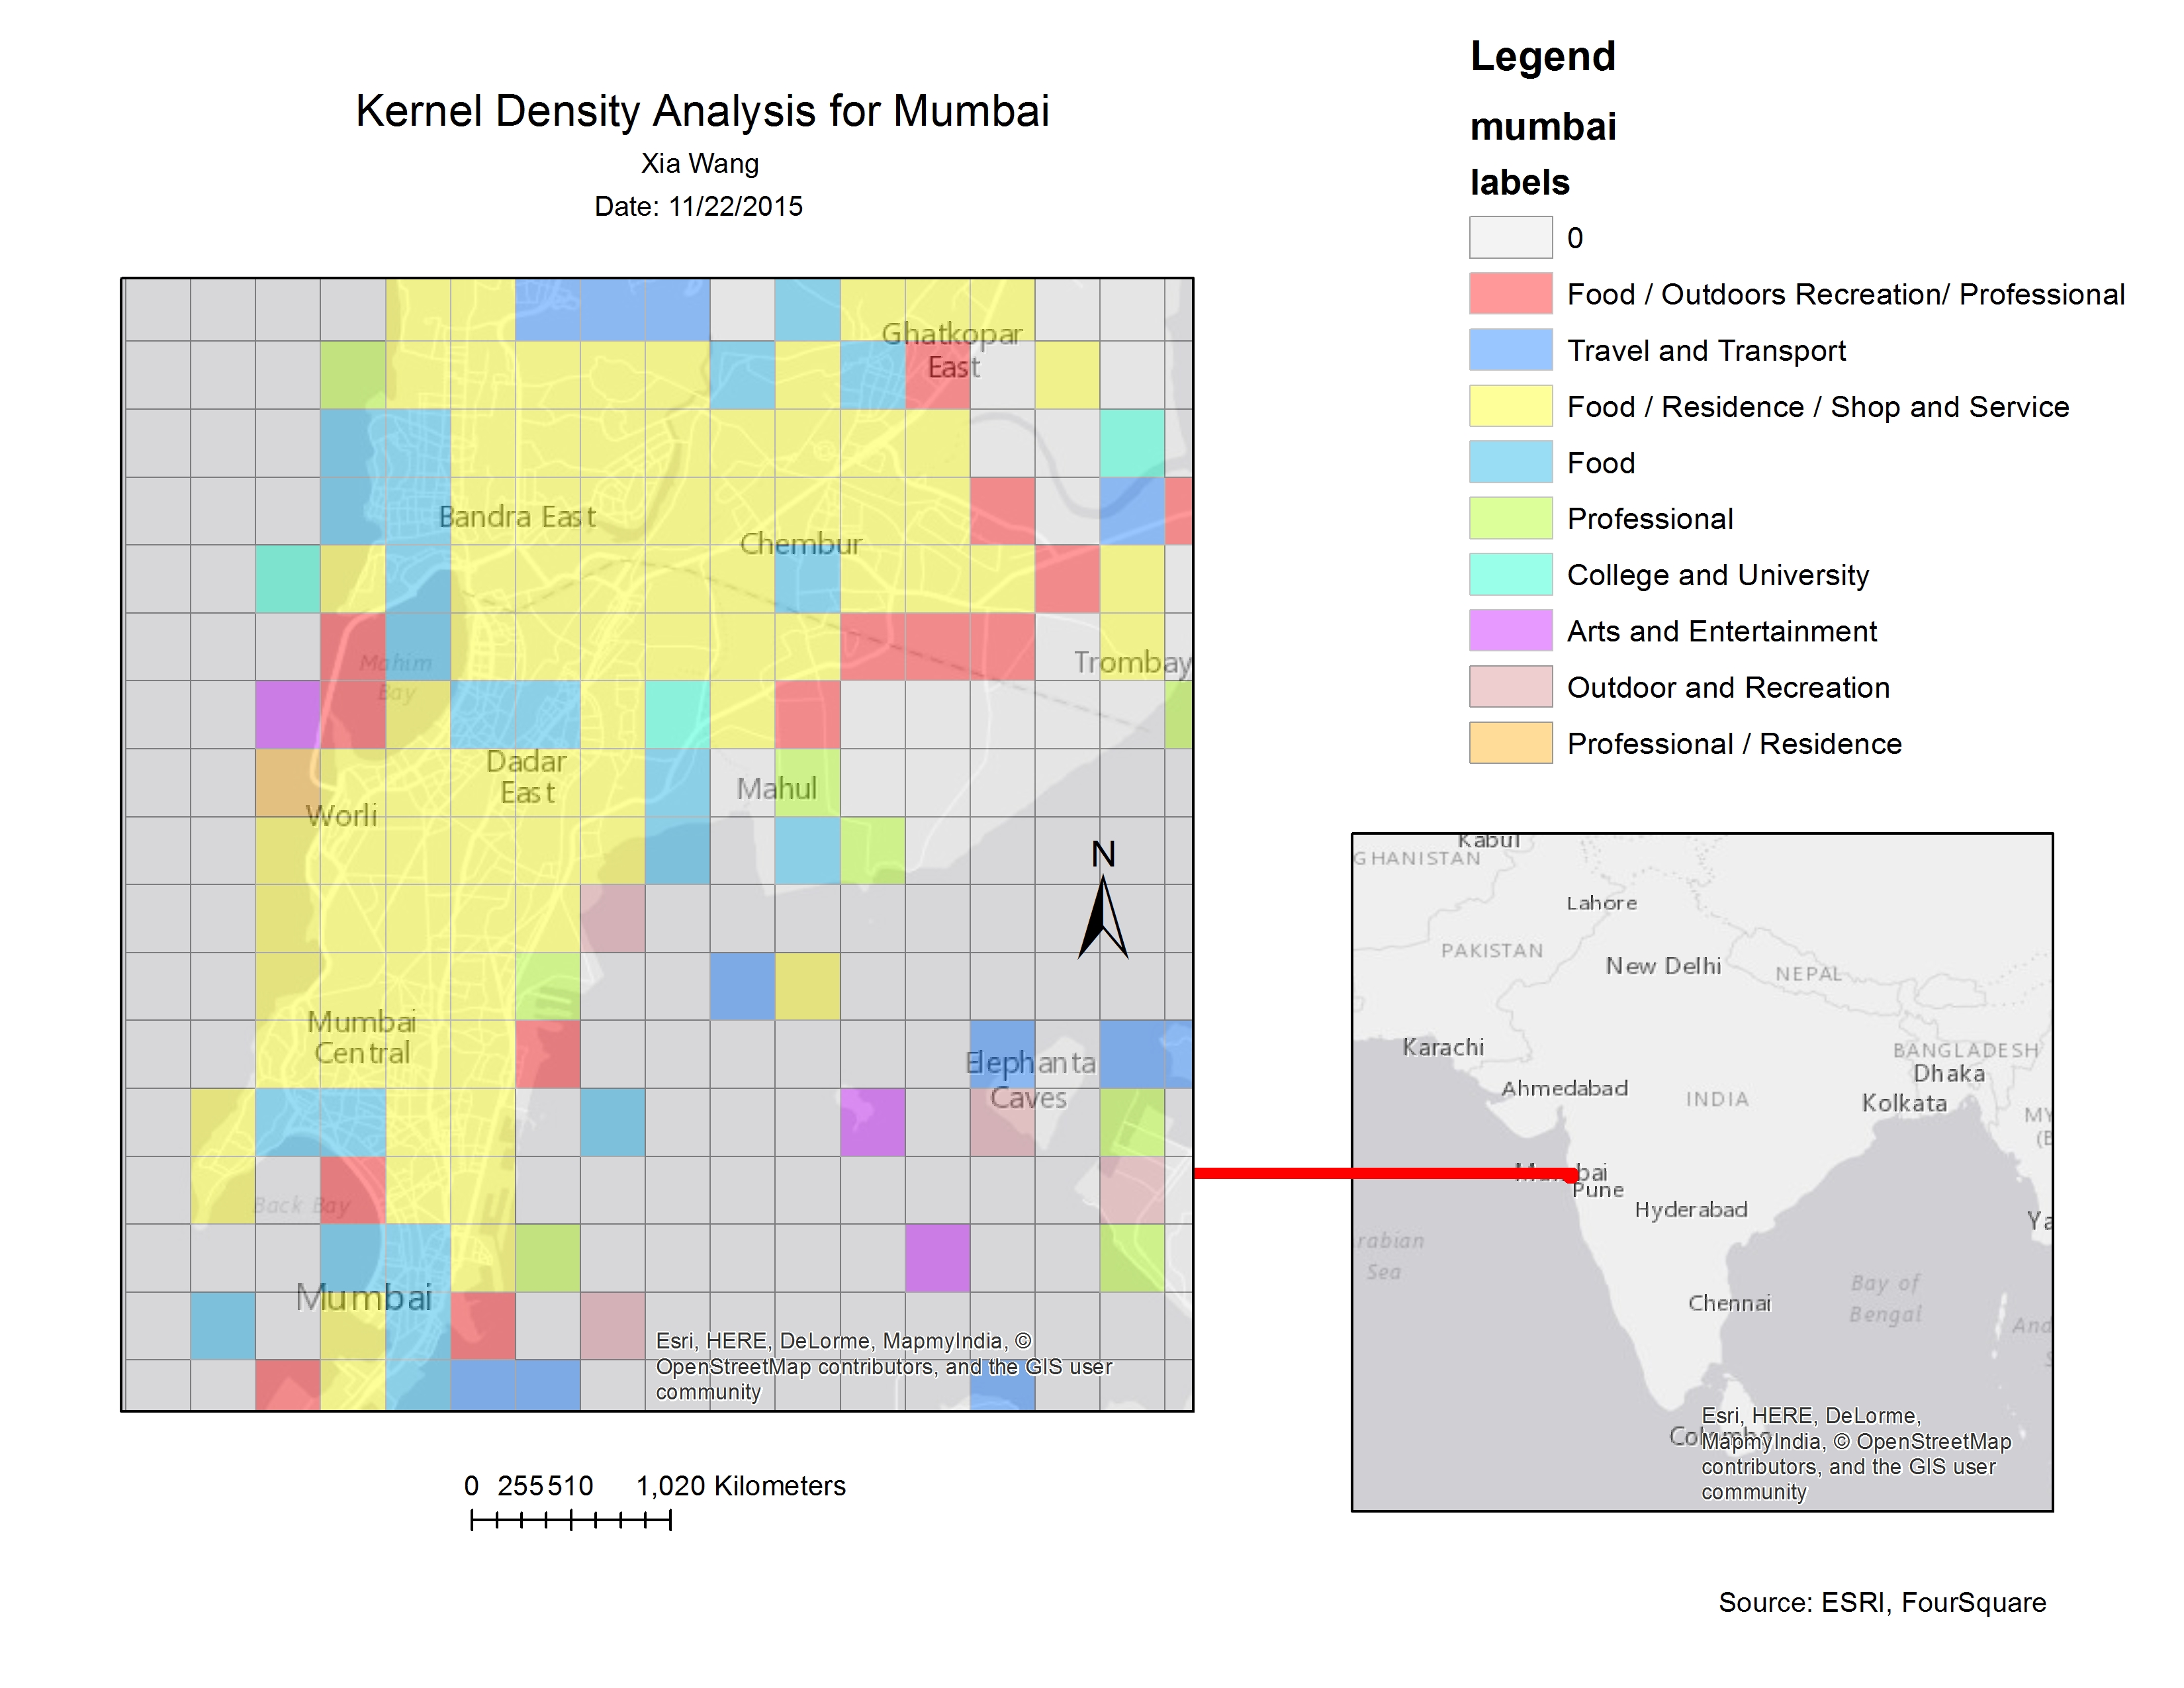 Kernel Density Analysis for Mumbai
Xia Wang
Date: 11/22/2015
Legend
mumbai
labels
0
Food / Outdoors Recreation/ Professional
Travel and Transport
Food / Residence / Shop and Service
Food
Professional
College and University
Arts and Entertainment
Outdoor and Recreation
Professional / Residence
Ghatkopar
East
Bandra East
Chembur
Mahim
Bay
Trombay
Dadar
East
Mahul
Worli
N
Mumbai
Central
Elephanta
Caves
Back Bay
Mumbai
Esri, HERE, DeLorme, MapmyIndia, ©
OpenStreetMap contributors, and the GIS user
community
0 255 510 1,020 Kilometers
Kabul
GHANISTAN
Lahore
PAKISTAN
New Delhi
NEPAL
Karachi
BANGLADESH
Dhaka
Ahmedabad
INDIA
Kolkata
MY
Mumbai
Pune
Hyderabad
Ya
rabian
Sea
Bay of
Bengal
Chennai
And
Colombo
Esri, HERE, DeLorme,
MapmyIndia, © OpenStreetMap
contributors, and the GIS user
community
Source: ESRI, FourSquare